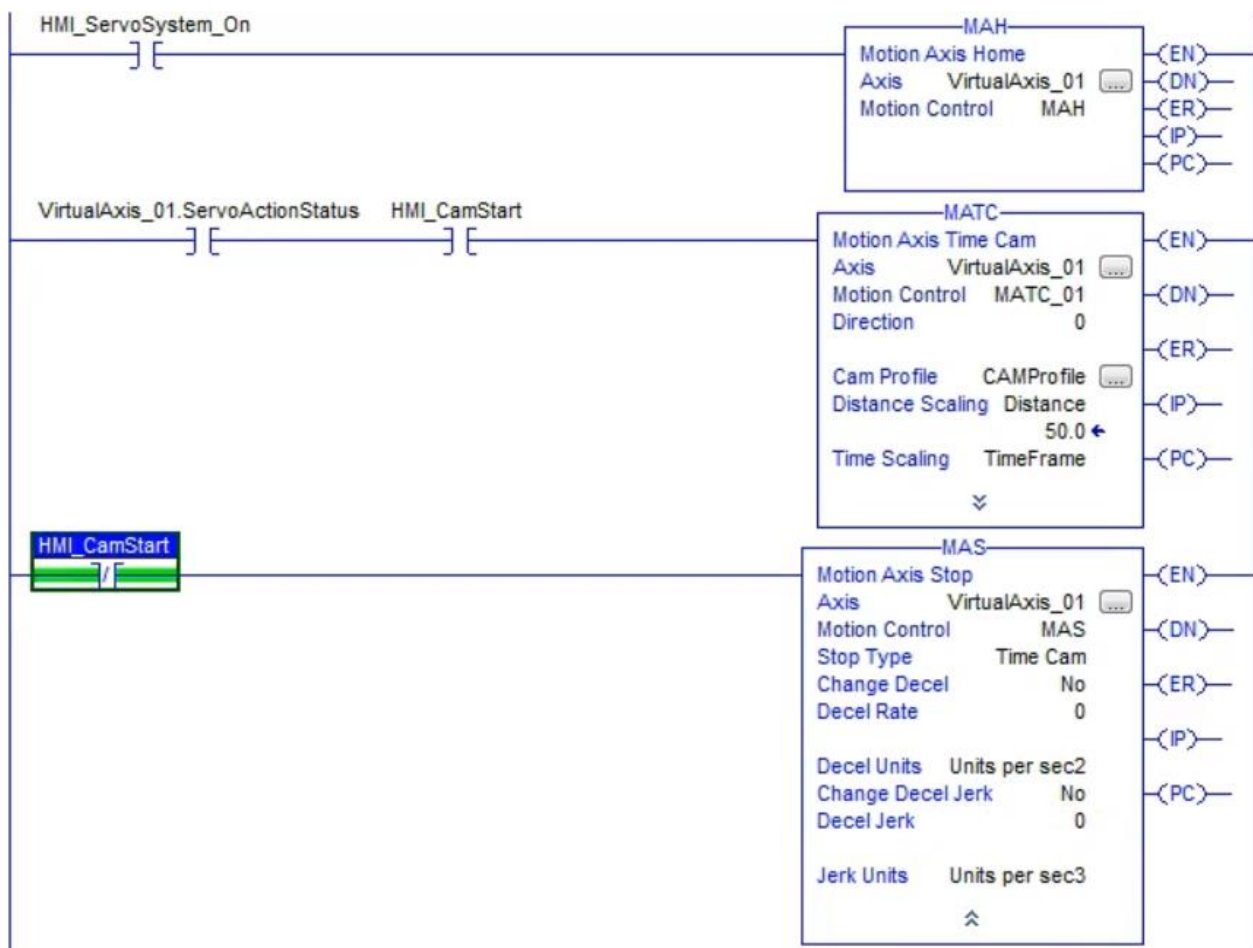 HMI_ServoSystem_On
MAH
Motion Axis Home
Axis VirtualAxis_01 ...
Motion Control MAH
(EN)
(DN)
(ER)
(IP)
(PC)
VirtualAxis_01.ServoActionStatus HMI_CamStart
MATC
Motion Axis Time Cam
Axis VirtualAxis_01 ...
Motion Control MATC_01
Direction 0
Cam Profile CAMProfile ...
Distance Scaling Distance
50.0
Time Scaling TimeFrame
(EN)
(DN)
(ER)
(IP)
(PC)
HMI_CamStart
MAS
Motion Axis Stop
Axis VirtualAxis_01 ...
Motion Control MAS
Stop Type Time Cam
Change Decel No
Decel Rate 0
Decel Units Units per sec2
Change Decel Jerk No
Decel Jerk 0
Jerk Units Units per sec3
(EN)
(DN)
(ER)
(IP)
(PC)